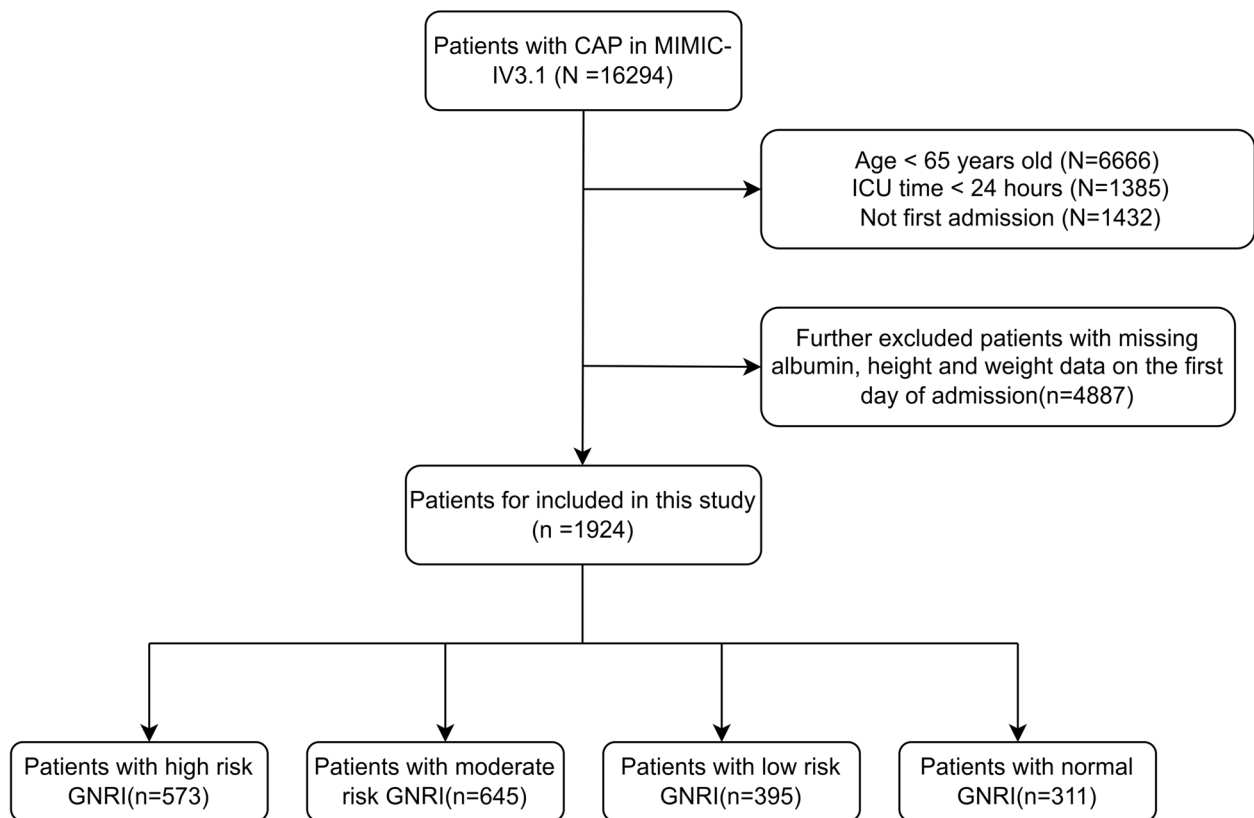 Patients with CAP in MIMIC-
IV3.1 (N =16294)
Age < 65 years old (N=6666)
ICU time < 24 hours (N=1385)
Not first admission (N=1432)
Further excluded patients with missing
albumin, height and weight data on the first
day of admission(n=4887)
Patients for included in this study
(n =1924)
Patients with high risk
GNRI(n=573)
Patients with moderate
risk GNRI(n=645)
Patients with low risk
GNRI(n=395)
Patients with normal
GNRI(n=311)